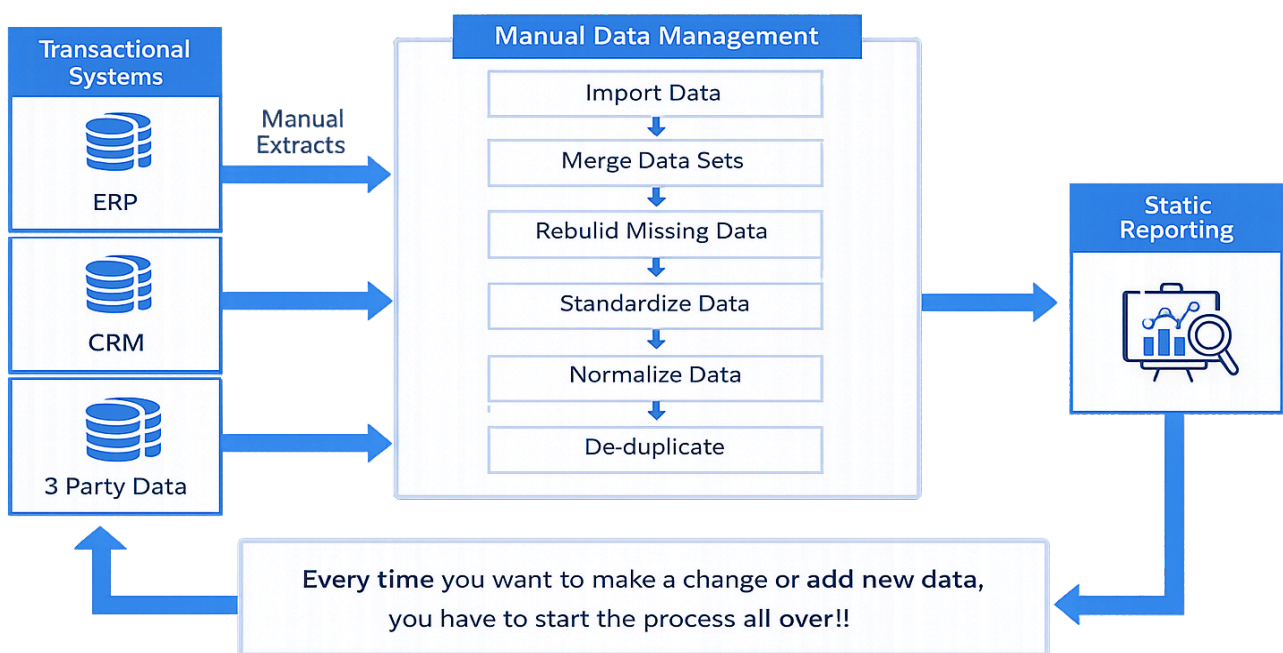 Transactional
Systems
ERP
CRM
3 Party Data
Manual
Extracts
Manual Data Management
Import Data
Merge Data Sets
Rebulid Missing Data
Standardize Data
Normalize Data
De-duplicate
Static
Reporting
Every time you want to make a change or add new data,
you have to start the process all over!!